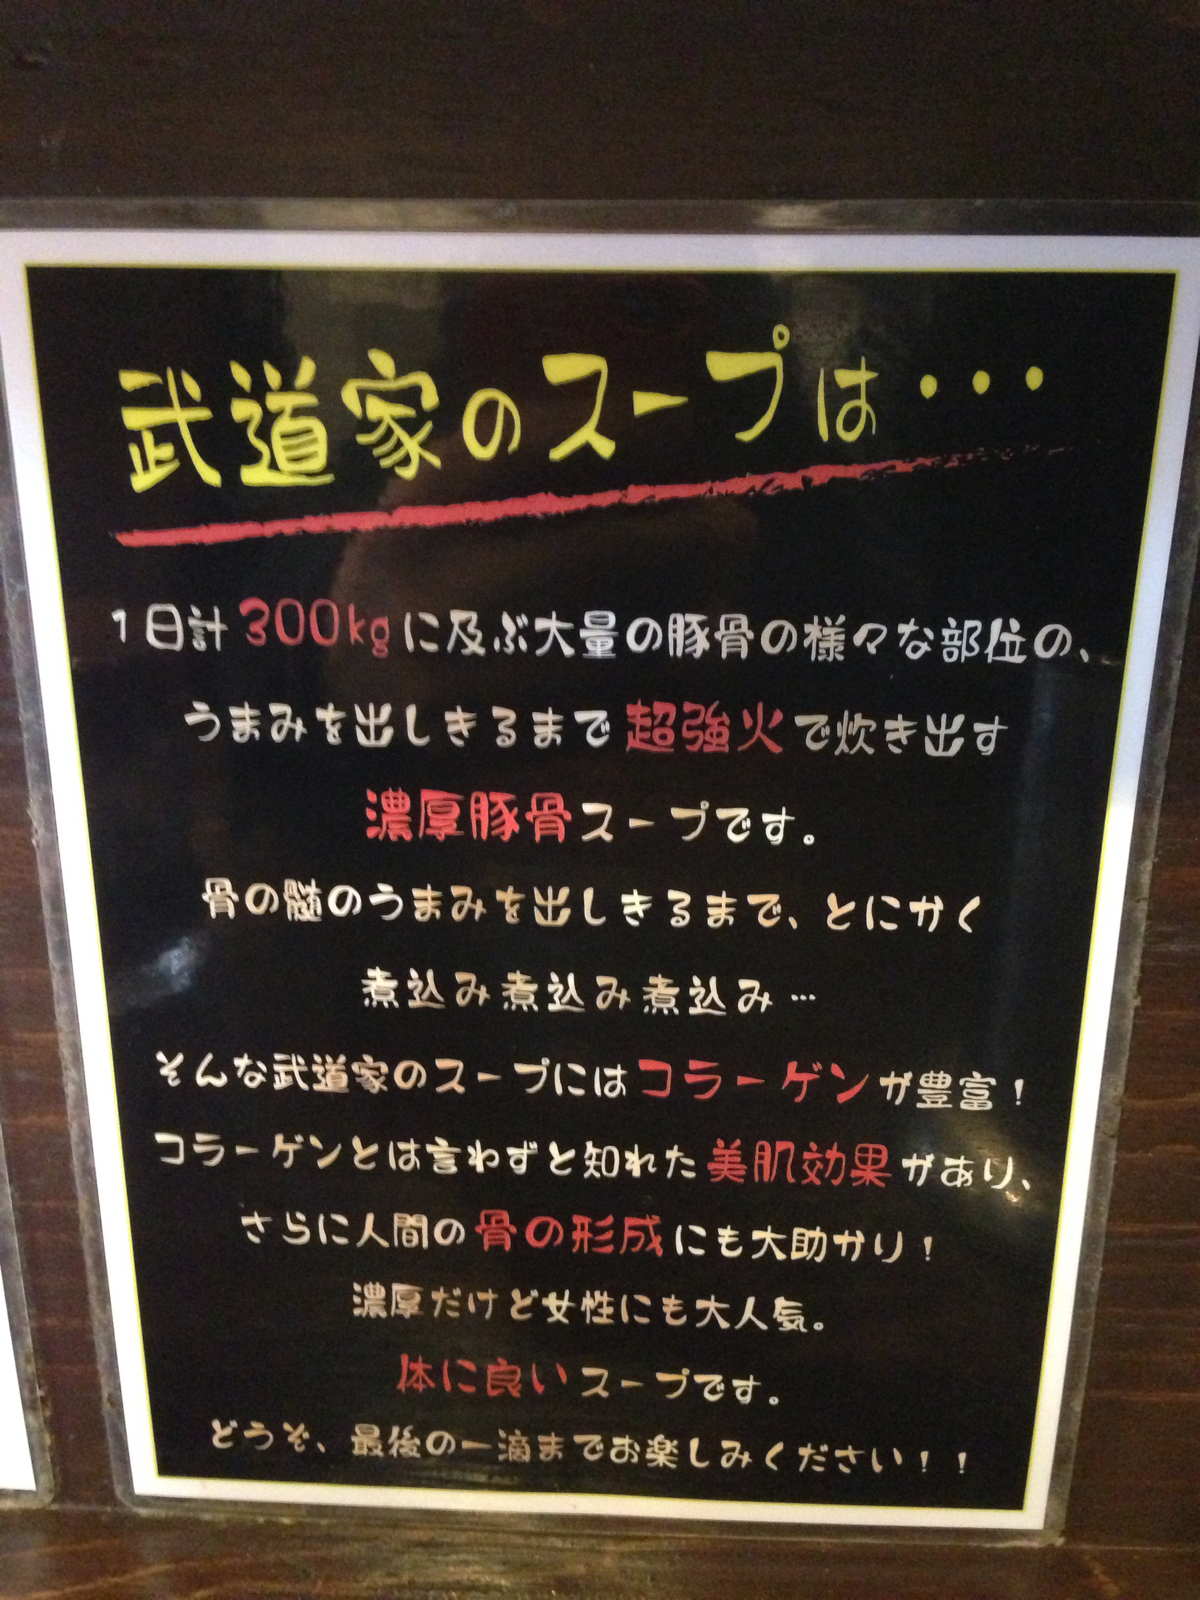 武道家のスープは・・・
1日計300kgに及ぶ大量の豚骨の様々な部位の、
うまみを出しきるまで超強火で炊き出す
濃厚豚骨スープです。
骨の髄のうまみを出しきるまで、とにかく
煮込み煮込み煮込み…
そんな武道家のスープにはコラーゲンが豊富！
コラーゲンとは言わずと知れた美肌効果があり、
さらに人間の骨の形成にも大助かり！
濃厚だけど女性にも大人気。
体に良いスープです。
どうぞ、最後の一滴までお楽しみください！！